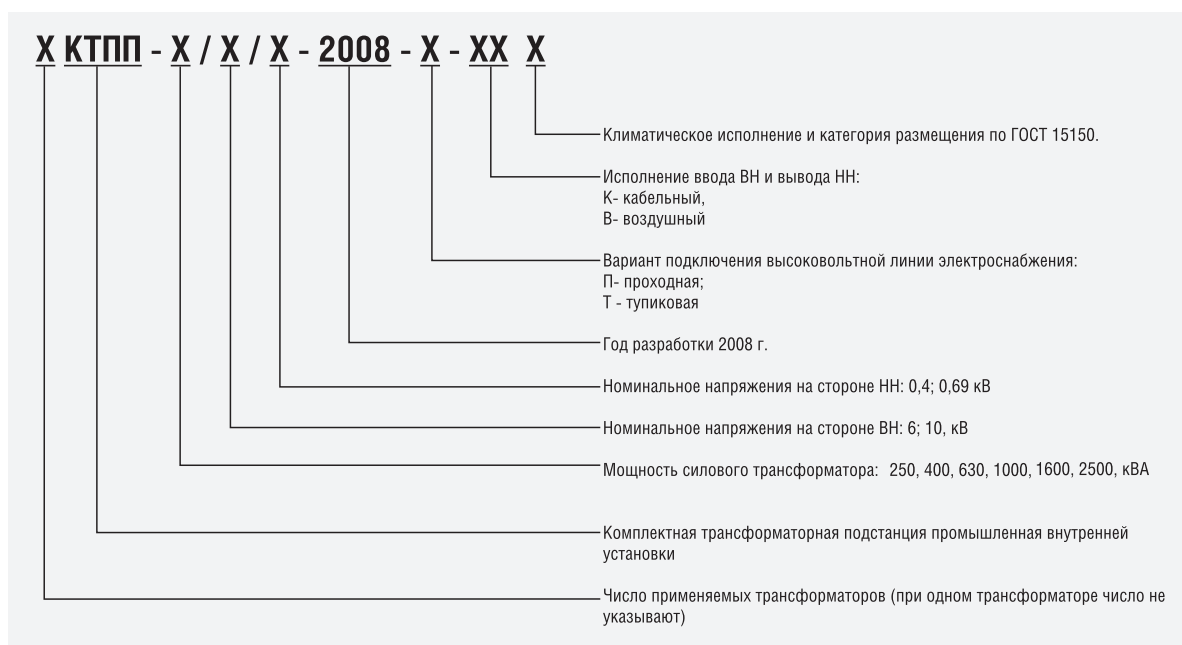 Х КТПП - Х / Х / Х - 2008 - Х - ХХ Х
Климатическое исполнение и категория размещения по ГОСТ 15150.
Исполнение ввода ВН и вывода НН:
К- кабельный,
В- воздушный
Вариант подключения высоковольтной линии электроснабжения:
П- проходная;
Т - тупиковая
Год разработки 2008 г.
Номинальное напряжения на стороне НН: 0,4; 0,69 кВ
Номинальное напряжения на стороне ВН: 6; 10, кВ
Мощность силового трансформатора: 250, 400, 630, 1000, 1600, 2500, кВА
Комплектная трансформаторная подстанция промышленная внутренней
установки
Число применяемых трансформаторов (при одном трансформаторе число не
указывают)